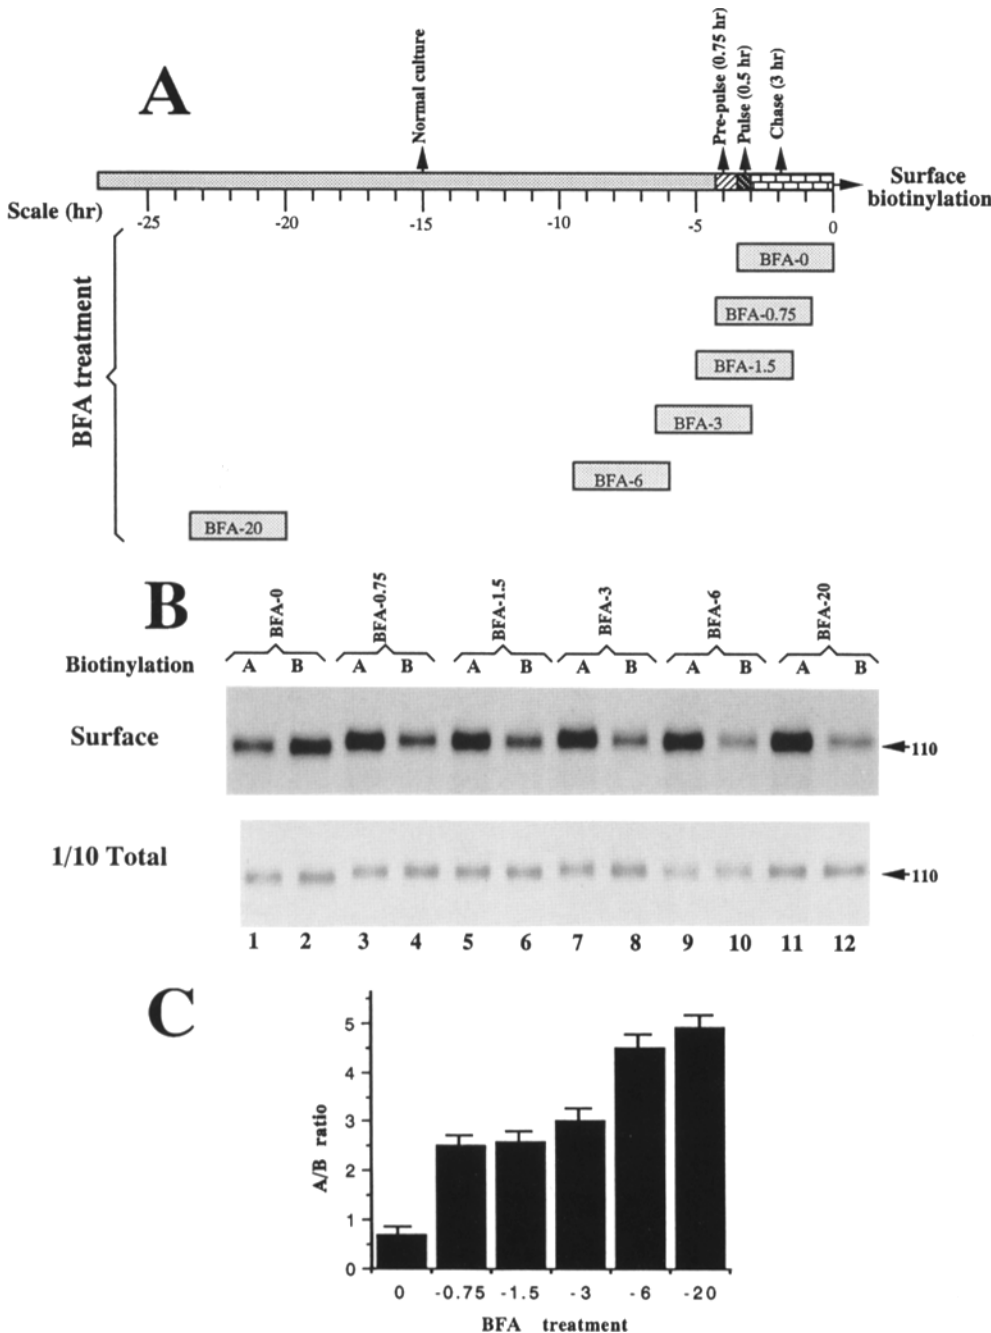 A
Normal culture
Pre-pulse (0.75 hr)
Pulse (0.5 hr)
Chase (3 hr)
Surface
biotinylation
Scale (hr)
-25 -20 -15 -10 -5 0
BFA treatment
BFA-0
BFA-0.75
BFA-1.5
BFA-3
BFA-6
BFA-20
B
BFA-0 BFA-0.75 BFA-1.5 BFA-3 BFA-6 BFA-20
Biotinylation A B A B A B A B A B A B
Surface
110
1/10 Total
110
1 2 3 4 5 6 7 8 9 10 11 12
C
A/B ratio
5
4
3
2
1
0
0 -0.75 -1.5 -3 -6 -20
BFA treatment